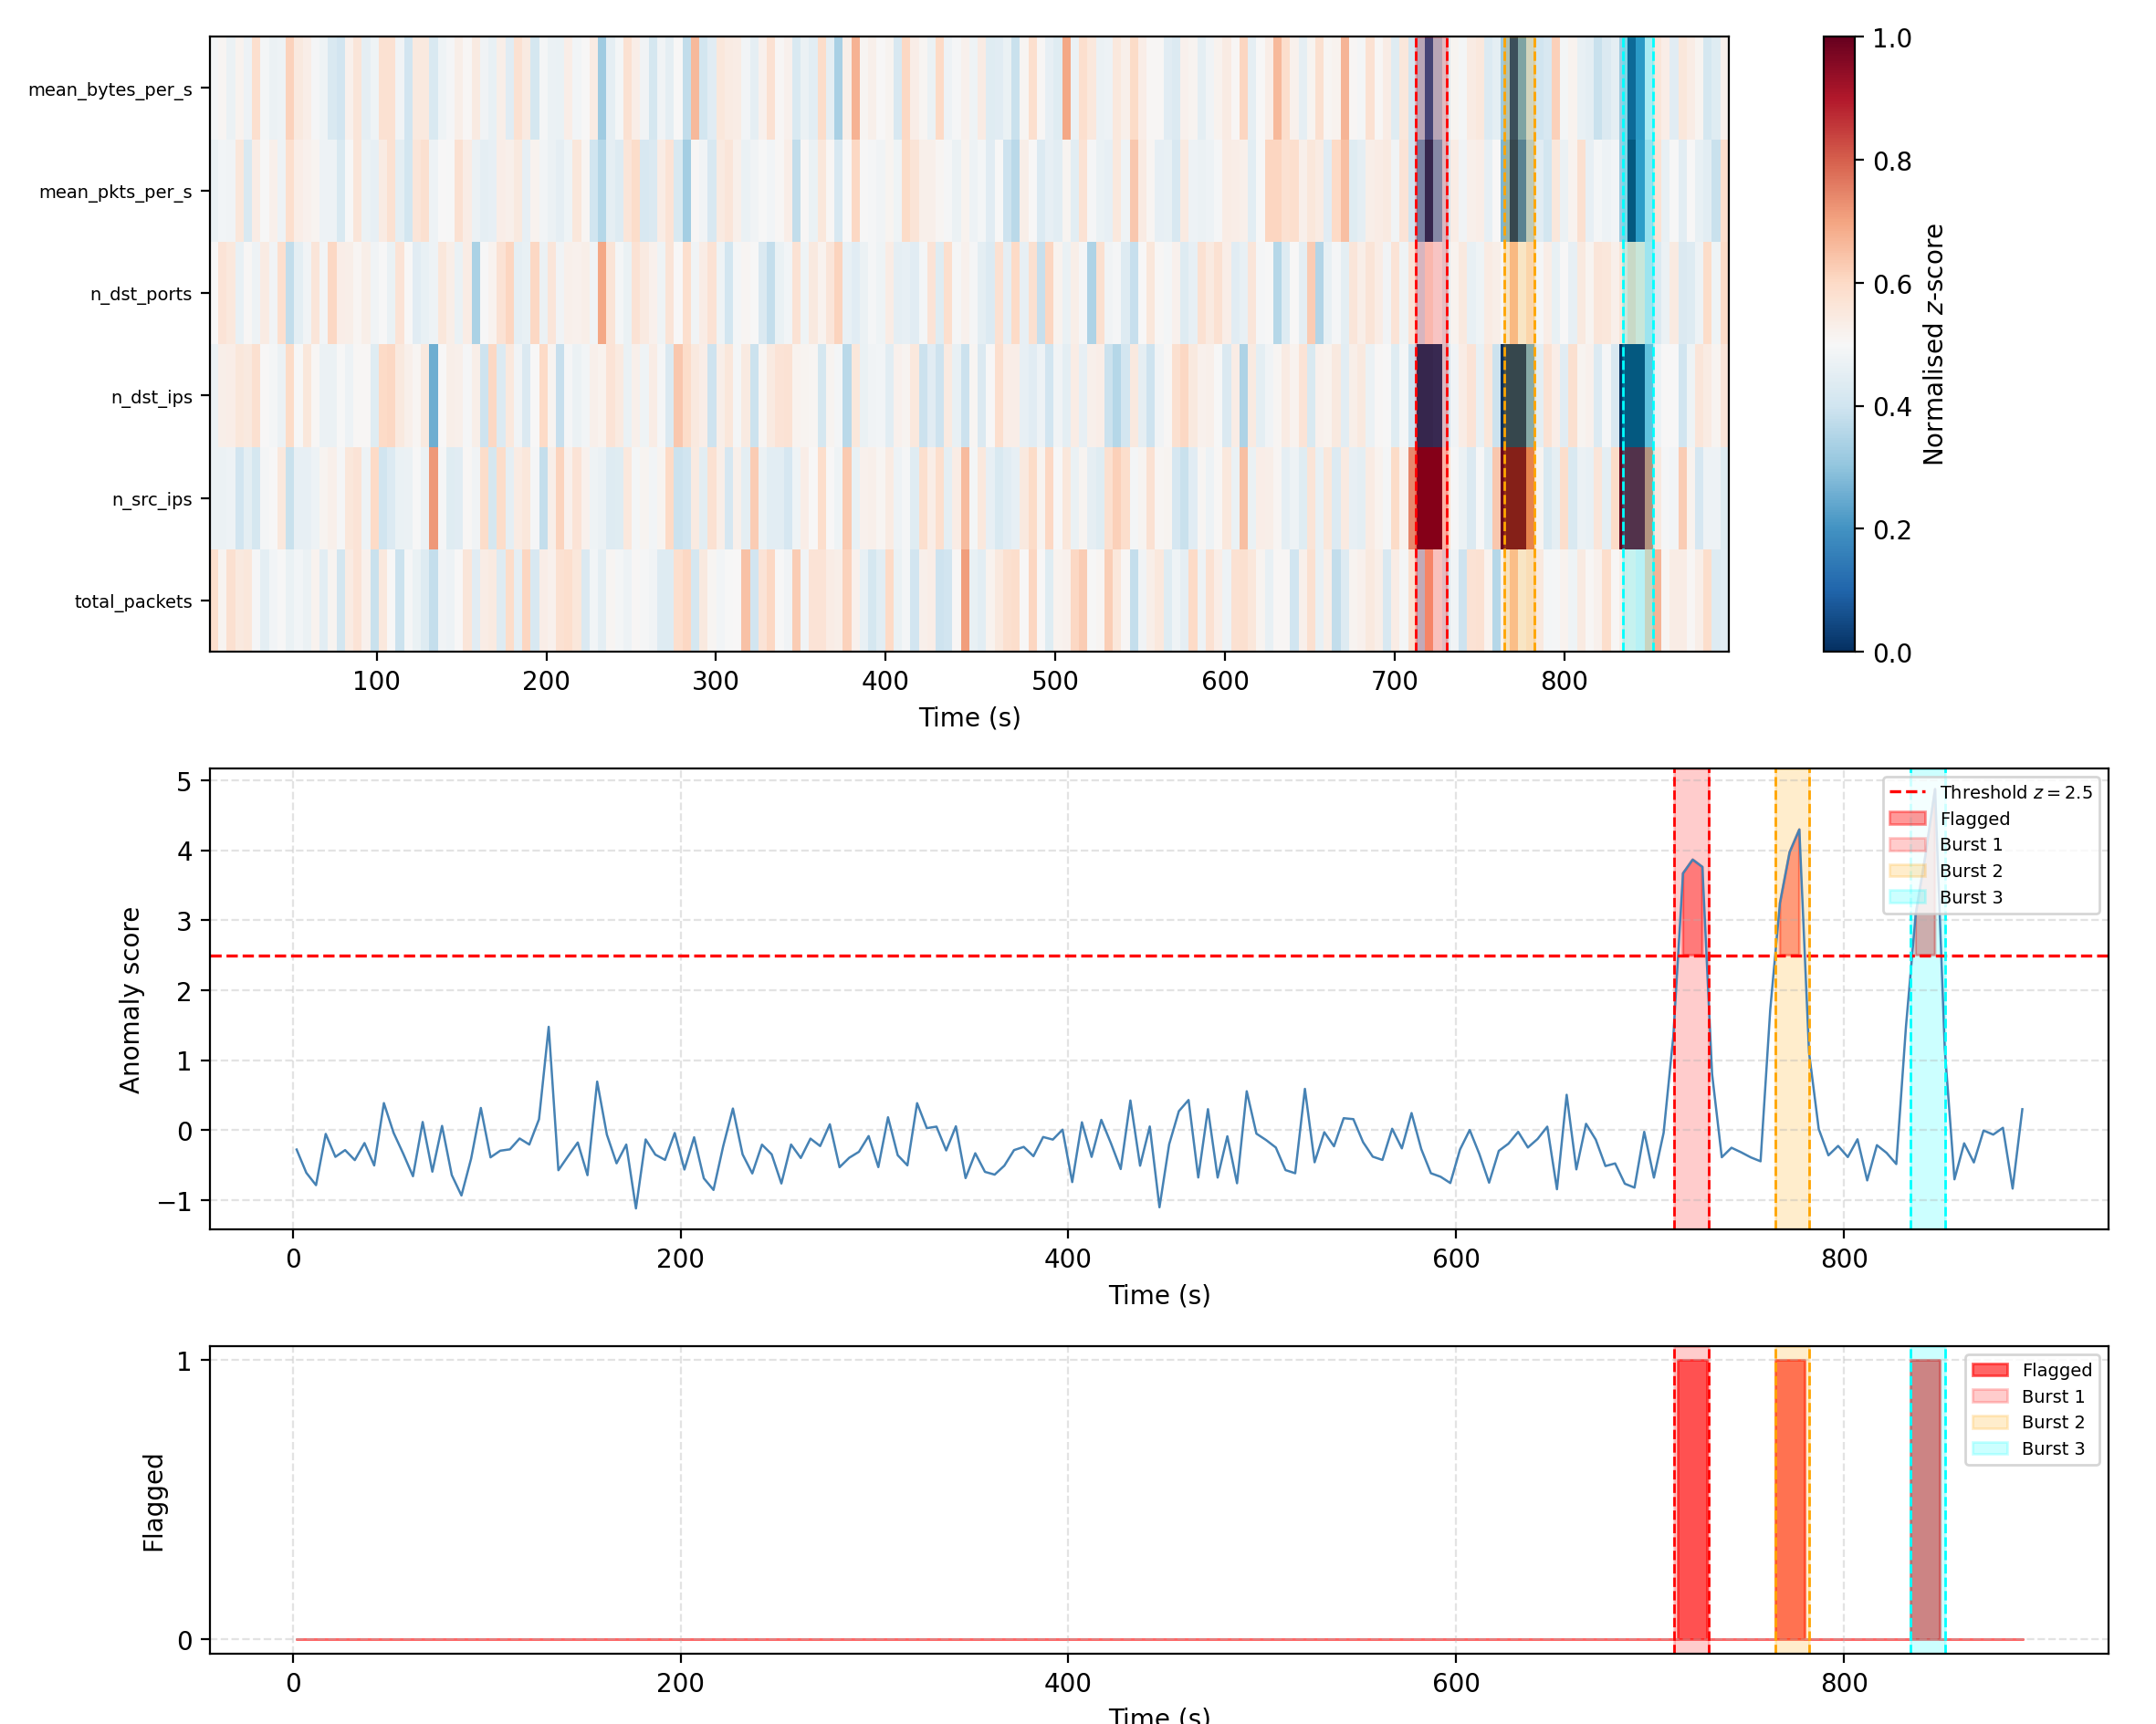 mean_bytes_per_s
mean_pkts_per_s
n_dst_ports
n_dst_ips
n_src_ips
total_packets
100 200 300 400 500 600 700 800
Time (s)
1.0
0.8
0.6
0.4
0.2
0.0
Normalised z-score
5
4
3
2
1
0
−1
Anomaly score
Threshold z = 2.5
Flagged
Burst 1
Burst 2
Burst 3
0 200 400 600 800
Time (s)
1
0
Flagged
Flagged
Burst 1
Burst 2
Burst 3
0 200 400 600 800
Time (s)